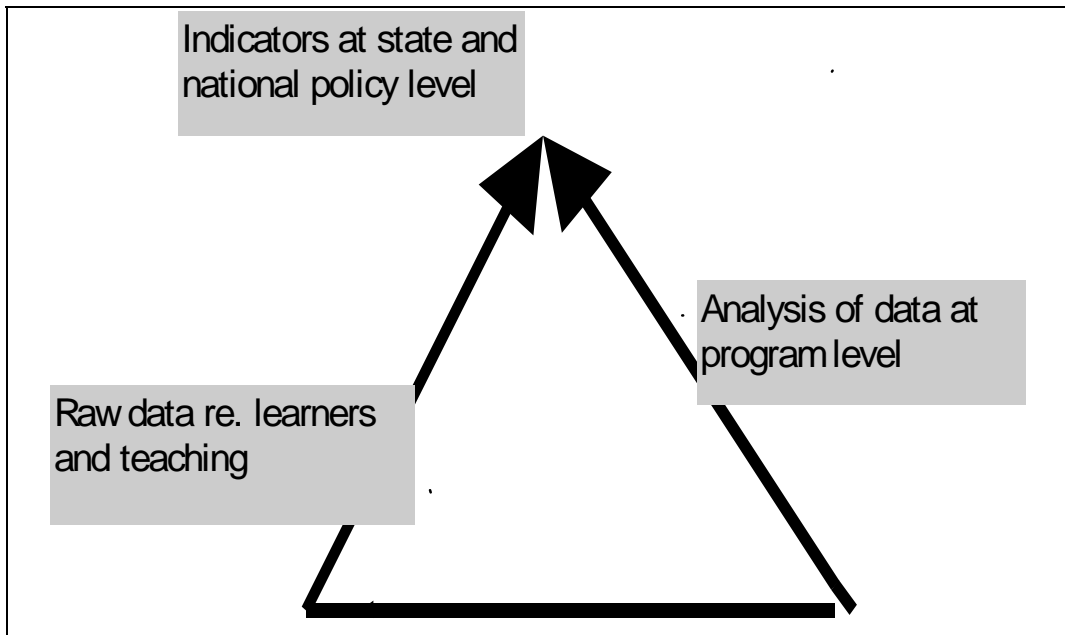 Indicators at state and
national policy level
Analysis of data at
program level
Raw data re. learners
and teaching